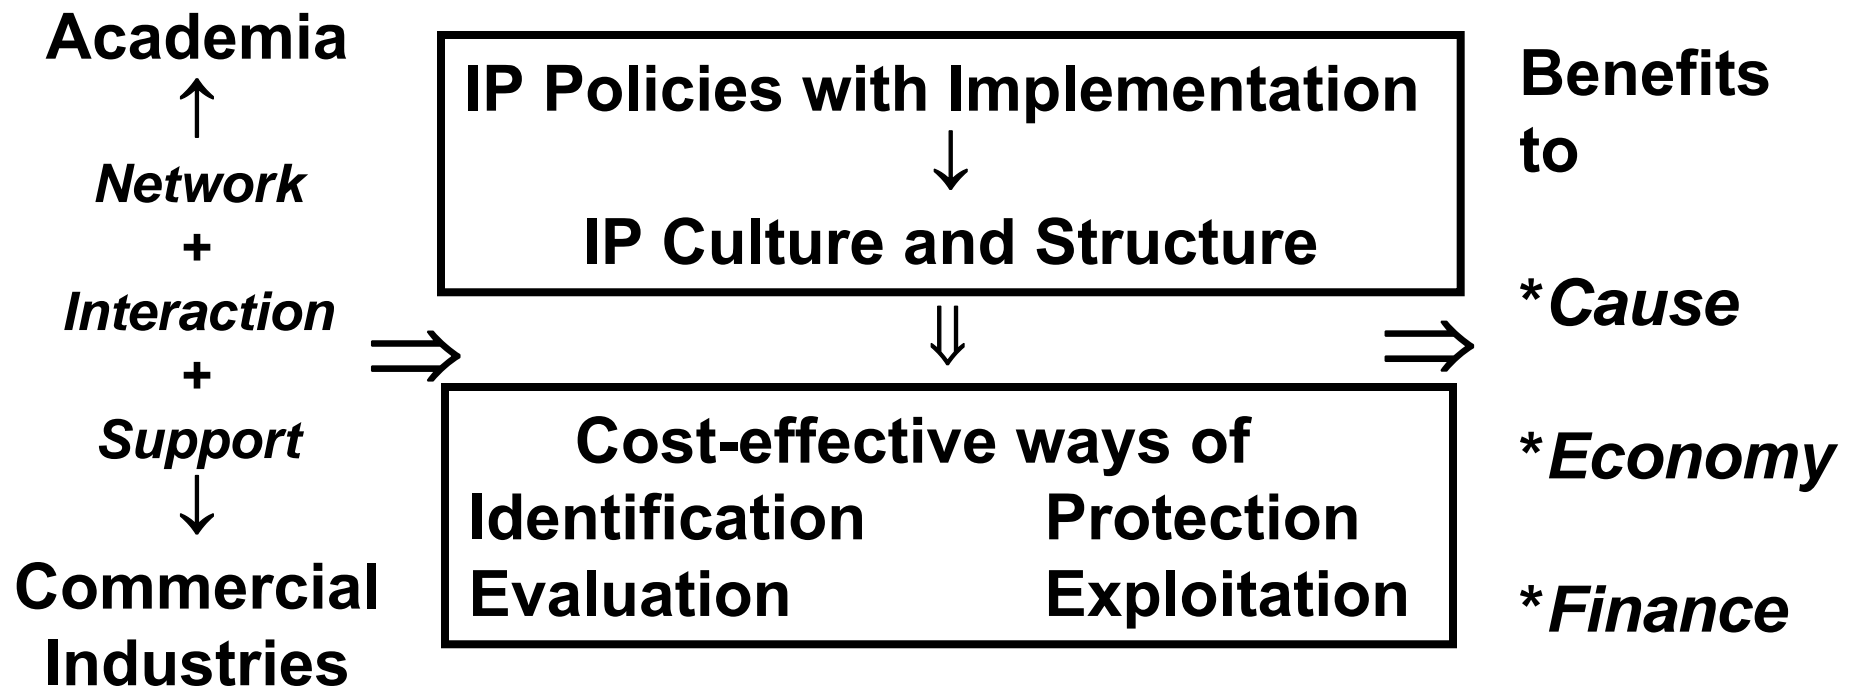 Academia
↑
Network
+
Interaction
+
Support
↓
Commercial
Industries
⇒
IP Policies with Implementation
↓
IP Culture and Structure
⇓
Cost-effective ways of
Identification Protection
Evaluation Exploitation
⇒
Benefits
to
*Cause
*Economy
*Finance